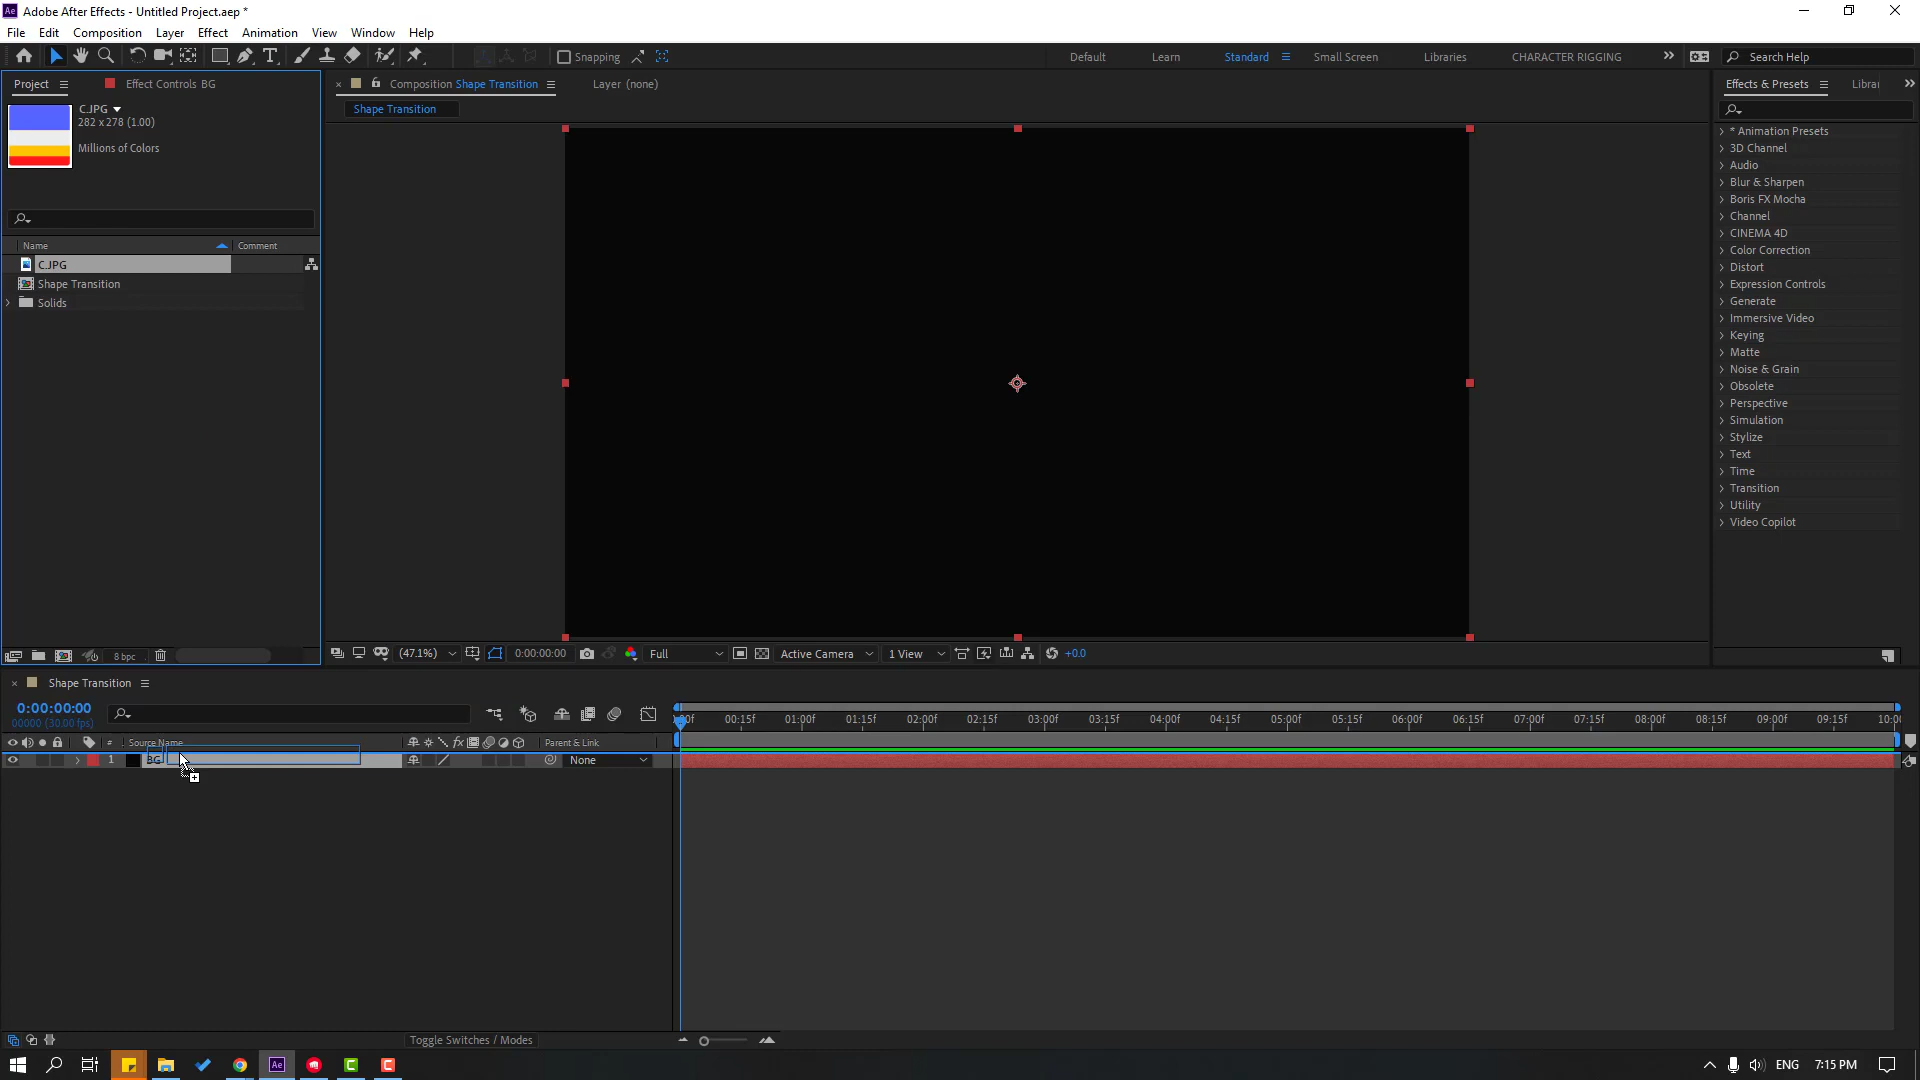 Adobe After Effects - Untitled Project.aep *
File Edit Composition Layer Effect Animation View Window Help
Snapping
Default Learn Standard Small Screen Libraries CHARACTER RIGGING Search Help
Project
Effect Controls BG
C.JPG
282 x 278 (1.00)
Millions of Colors
Name Comment
C.JPG
Shape Transition
Solids
8 bpc
Composition Shape Transition
Layer (none)
Shape Transition
(47.1%) 0:00:00:00 Full Active Camera 1 View +0.0
Effects & Presets
Librar
* Animation Presets
3D Channel
Audio
Blur & Sharpen
Boris FX Mocha
Channel
CINEMA 4D
Color Correction
Distort
Expression Controls
Generate
Immersive Video
Keying
Matte
Noise & Grain
Obsolete
Perspective
Simulation
Stylize
Text
Time
Transition
Utility
Video Copilot
Shape Transition
0:00:00:00
00000 (30.00 fps)
:00f 00:15f 01:00f 01:15f 02:00f 02:15f 03:00f 03:15f 04:00f 04:15f 05:00f 05:15f 06:00f 06:15f 07:00f 07:15f 08:00f 08:15f 09:00f 09:15f 10:00
# Source Name fx Parent & Link
1 BG None
Toggle Switches / Modes
Ae
ENG 7:15 PM